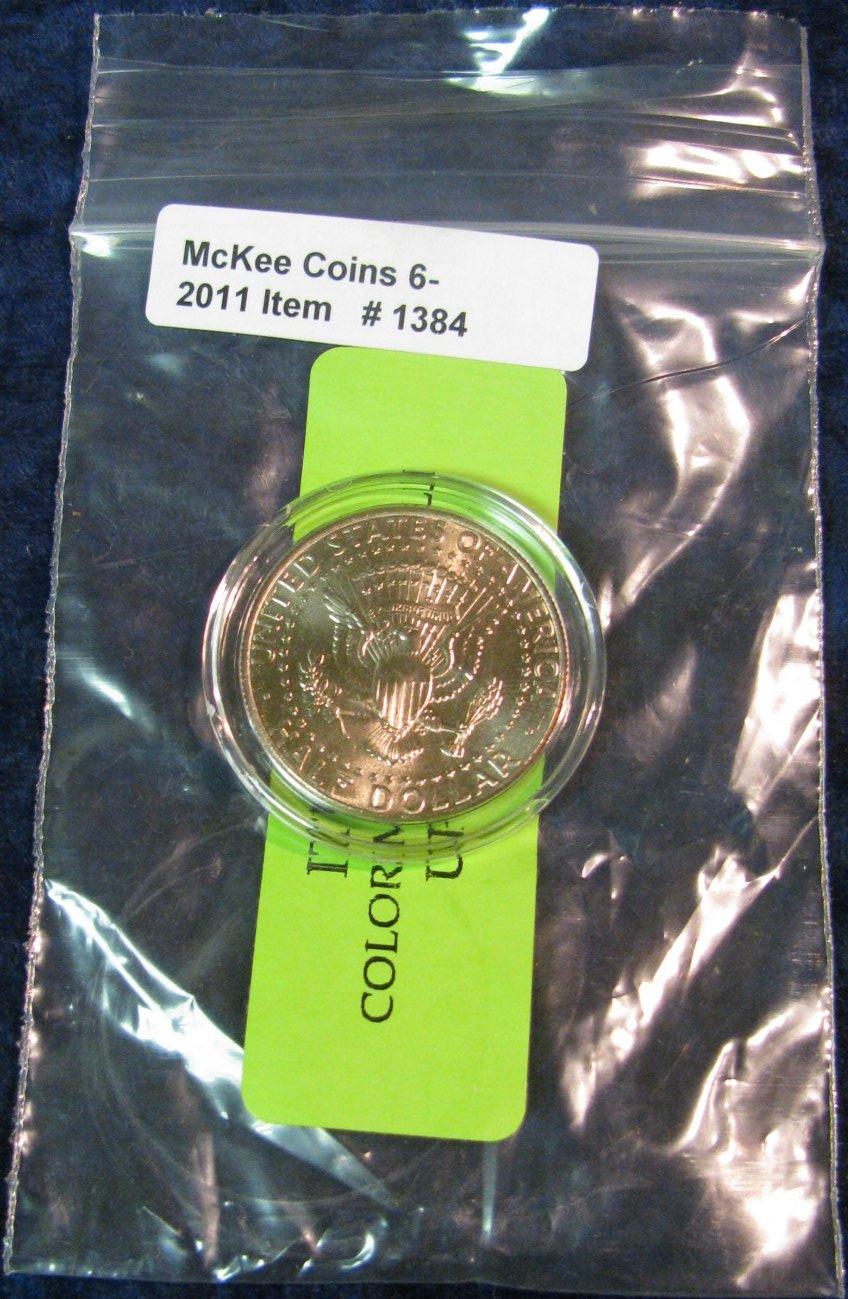 McKee Coins 6-
2011 Item # 1384
UNITED STATES OF AMERICA
HALF DOLLAR
COLOR